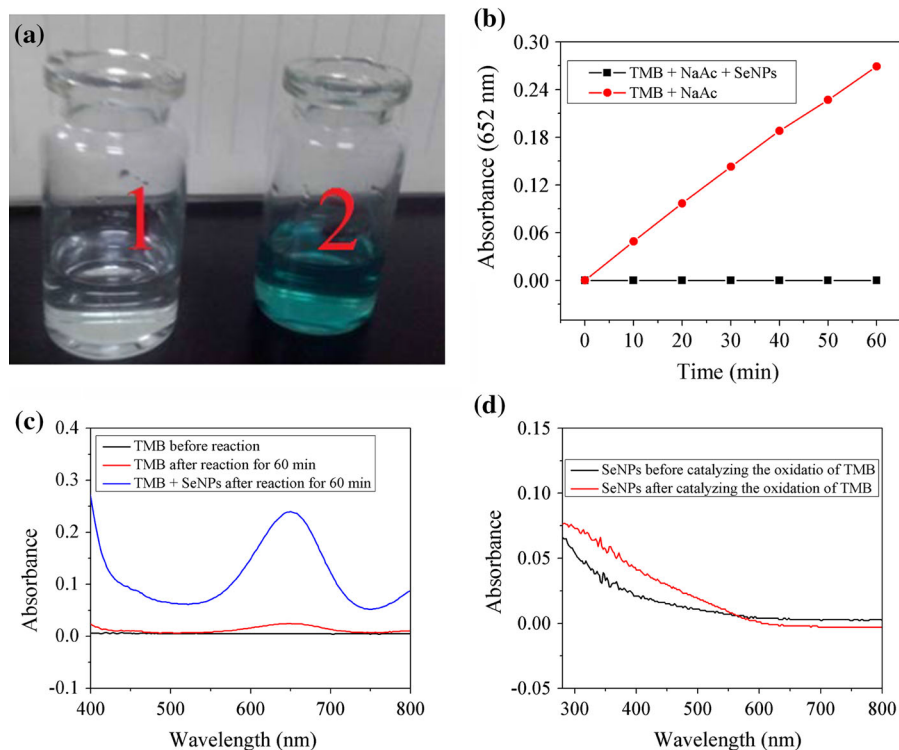 (a)
1
2
(b)
Absorbance (652 nm)
0.30
0.24
0.18
0.12
0.06
0.00
TMB + NaAc + SeNPs
TMB + NaAc
0 10 20 30 40 50 60
Time (min)
(c)
Absorbance
0.4
0.3
0.2
0.1
0.0
-0.1
TMB before reaction
TMB after reaction for 60 min
TMB + SeNPs after reaction for 60 min
400 500 600 700 800
Wavelength (nm)
(d)
Absorbance
0.15
0.10
0.05
0.00
-0.05
SeNPs before catalyzing the oxidatio of TMB
SeNPs after catalyzing the oxidation of TMB
300 400 500 600 700 800
Wavelength (nm)